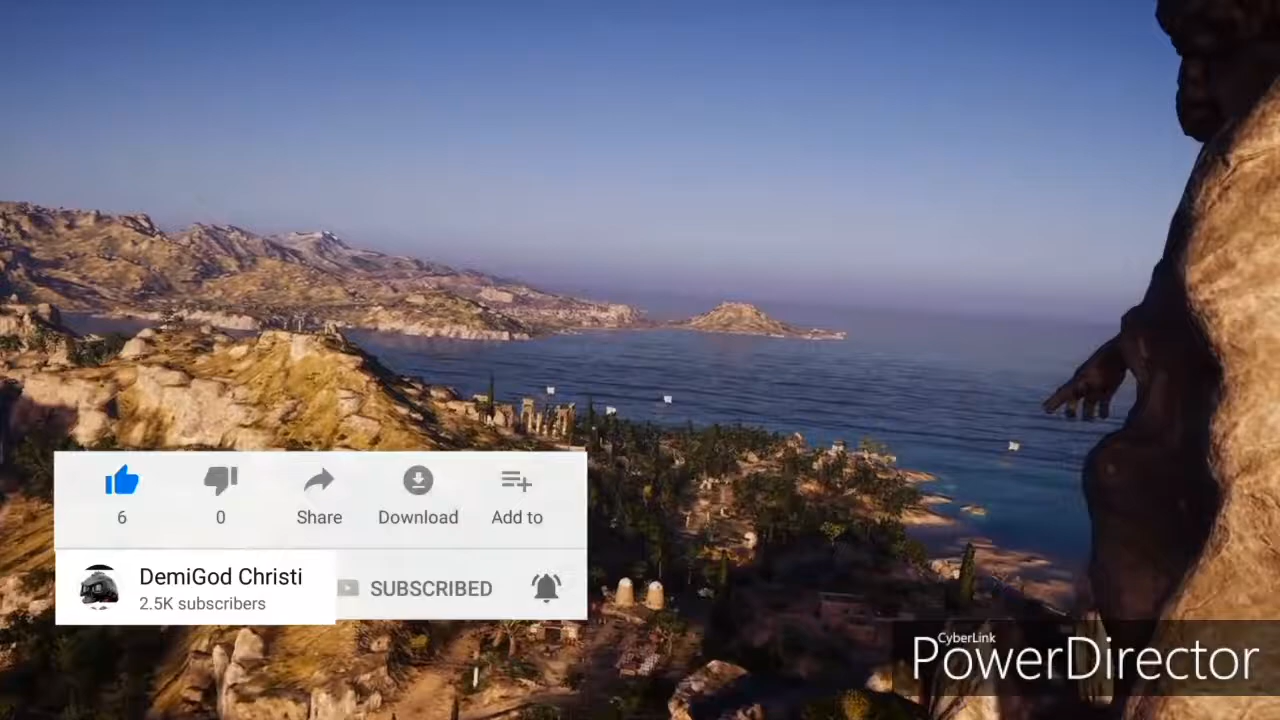 6
0
Share
Download
Add to
DemiGod Christi
2.5K subscribers
SUBSCRIBED
CyberLink
PowerDirector